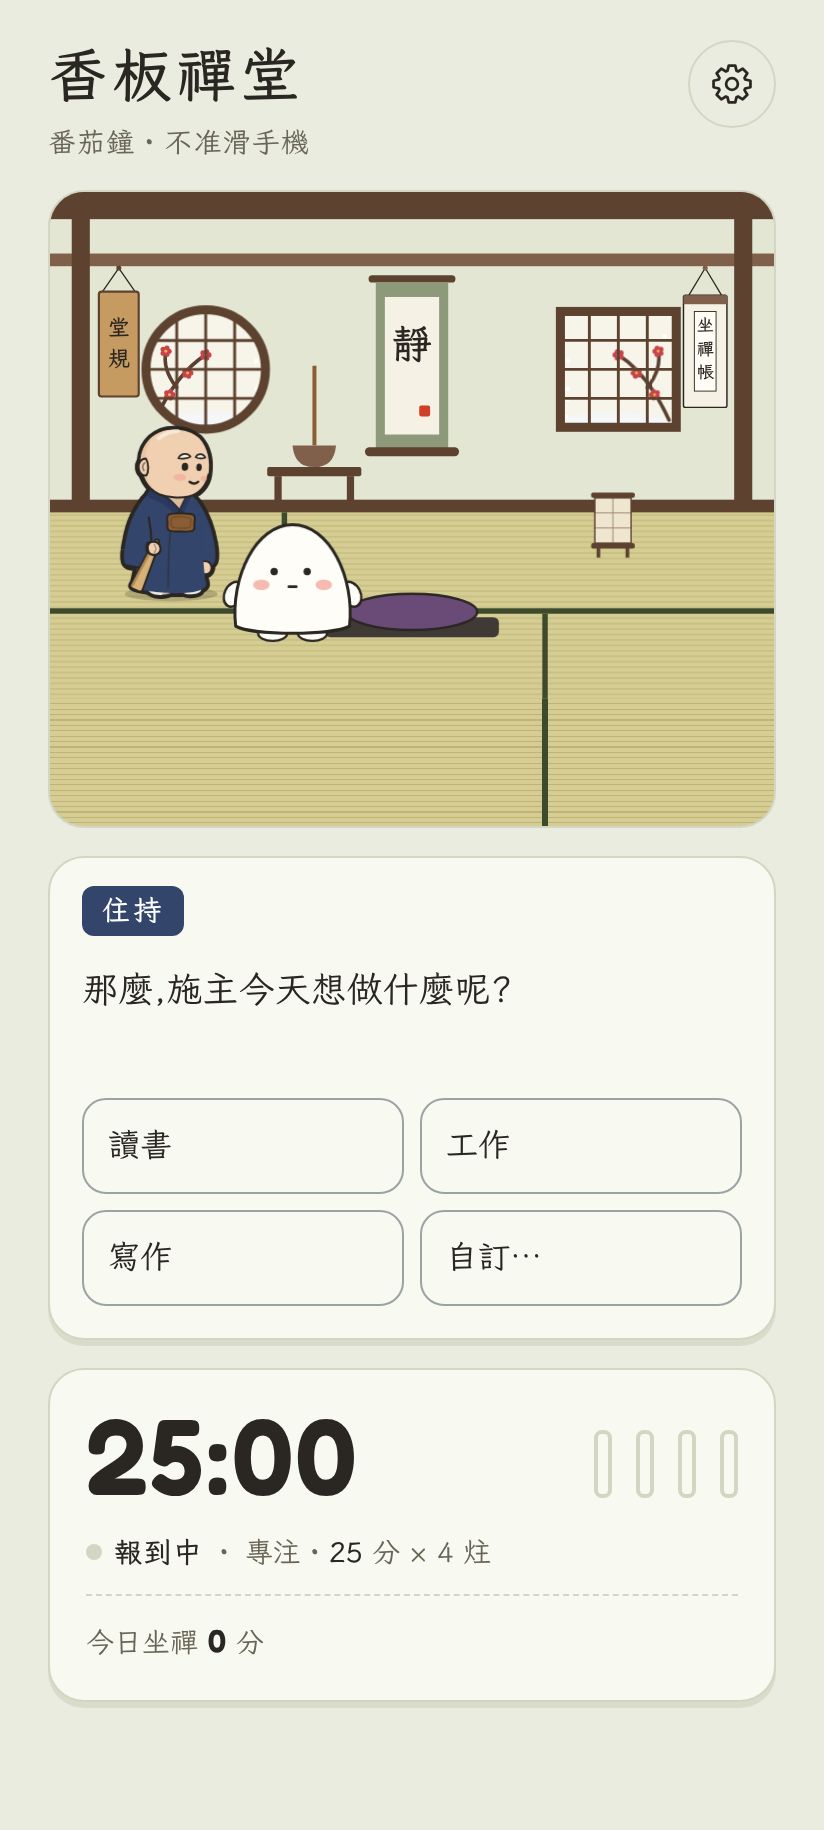 香板禪堂
番茄鐘・不准滑手機
堂規
靜
坐禪帳
住持
那麼,施主今天想做什麼呢?
讀書
工作
寫作
自訂⋯
25:00
報到中 ・ 專注・25 分 × 4 炷
今日坐禪 0 分